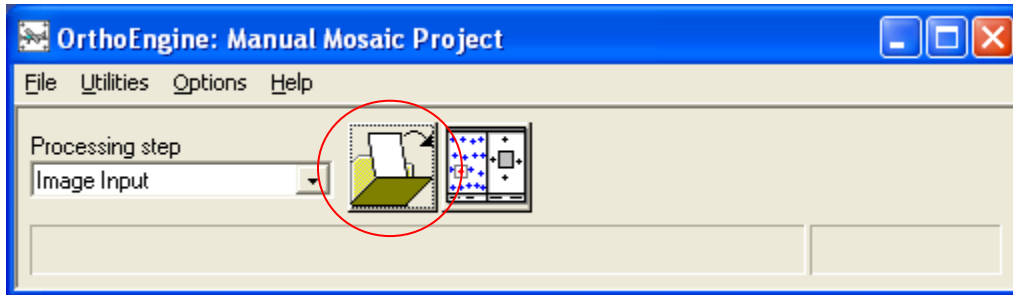 OrthoEngine: Manual Mosaic Project
File Utilities Options Help
Processing step
Image Input